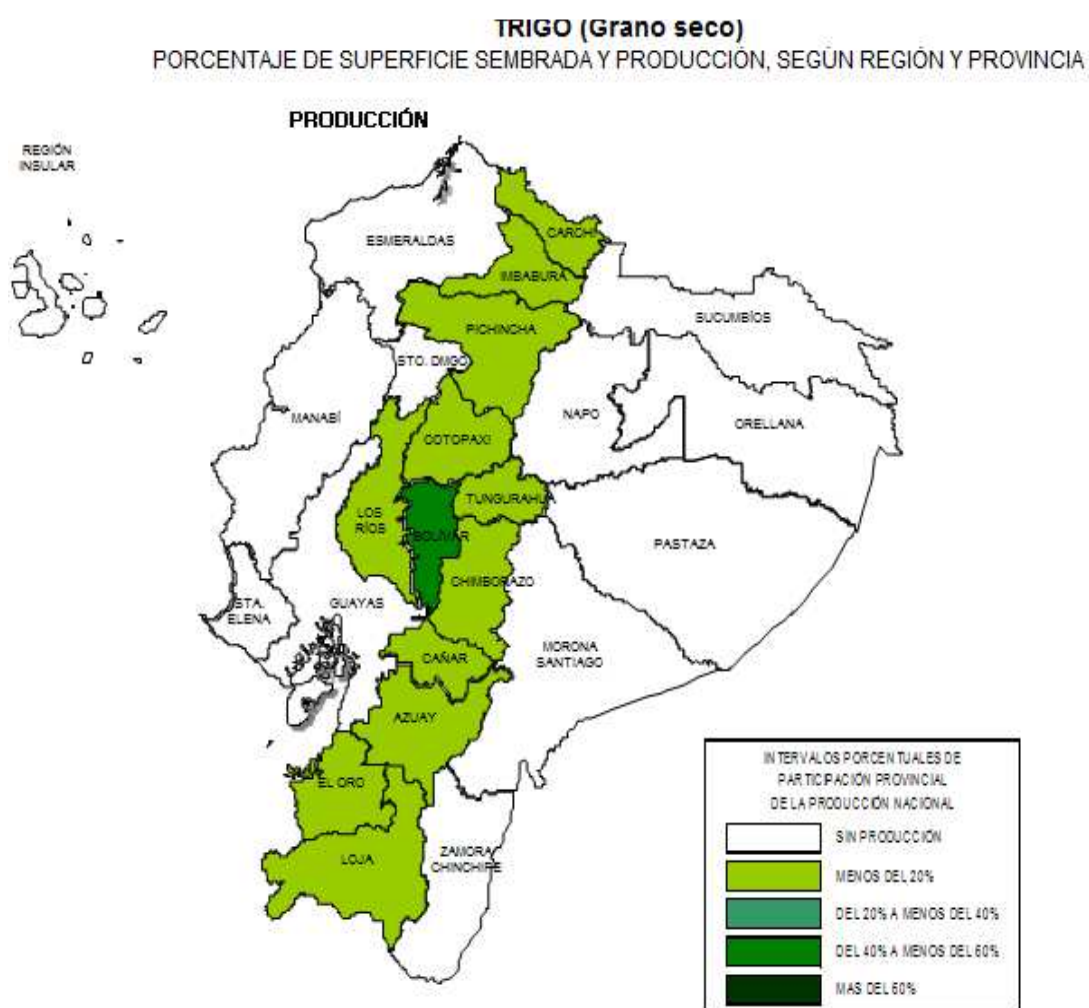 TRIGO (Grano seco)
PORCENTAJE DE SUPERFICIE SEMBRADA Y PRODUCCIÓN, SEGÚN REGIÓN Y PROVINCIA
PRODUCCIÓN
REGIÓN
INSULAR
ESMERALDAS
CARCHI
IMBABURA
SUCUMBÍOS
PICHINCHA
STO. DMGO
NAPO
ORELLANA
MANABÍ
COTOPAXI
TUNGURAHUA
LOS
RÍOS
BOLÍVAR
PASTAZA
CHIMBORAZO
STA.
ELENA
GUAYAS
MORONA
SANTIAGO
CAÑAR
AZUAY
EL ORO
LOJA
ZAMORA
CHINCHIPE
INTERVALOS PORCENTUALES DE
PARTICIPACIÓN PROVINCIAL
DE LA PRODUCCIÓN NACIONAL
SIN PRODUCCIÓN
MENOS DEL 20%
DEL 20% A MENOS DEL 40%
DEL 40% A MENOS DEL 60%
MAS DEL 60%